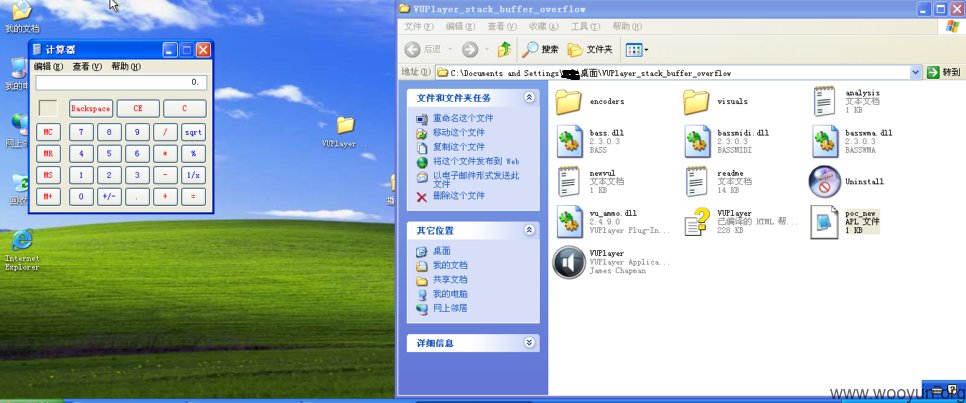 我的文档
计算器
编辑(E) 查看(V) 帮助(H)
0.
Backspace CE C
MC 7 8 9 / sqrt
MR 4 5 6 * %
MS 1 2 3 - 1/x
M+ 0 +/- . + =
我的电
网上邻
Internet
Explorer
VUPlayer...
VUPlayer_stack_buffer_overflow
文件(F) 编辑(E) 查看(V) 收藏(A) 工具(T) 帮助(H)
后退 搜索 文件夹
地址(D) C:\Documents and Settings\桌面\VUPlayer_stack_buffer_overflow 转到
文件和文件夹任务
重命名这个文件
移动这个文件
复制这个文件
将这个文件发布到 Web
以电子邮件形式发送此
文件
删除这个文件
其它位置
桌面
我的文档
共享文档
我的电脑
网上邻居
详细信息
encoders
visuals
analysis
文本文档
1 KB
bass.dll
2.3.0.3
BASS
bassmidi.dll
2.3.0.3
BASSMIDI
basswma.dll
2.3.0.3
BASSWMA
newvul
文本文档
1 KB
readme
文本文档
14 KB
Uninstall
vu_ammo.dll
2.4.9.0
VUPlayer Plug-In...
VUPlayer
已编译的 HTML 帮...
228 KB
poc_new
APL 文件
1 KB
VUPlayer
VUPlayer Applica...
James Chapman
www.wooyun.org